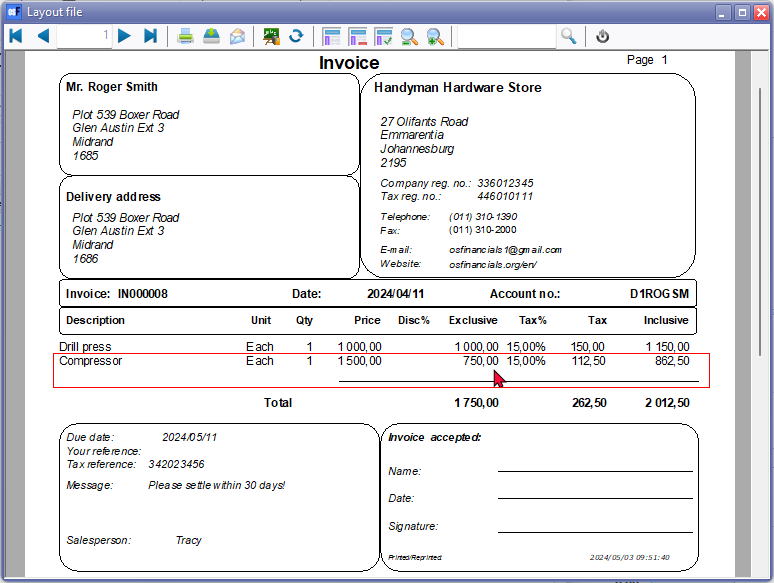 Layout file
1
Invoice
Page 1
Mr. Roger Smith
Plot 539 Boxer Road
Glen Austin Ext 3
Midrand
1685
Handyman Hardware Store
27 Olifants Road
Emmarentia
Johannesburg
2195
Company reg. no.: 336012345
Tax reg. no.: 446010111
Telephone: (011) 310-1390
Fax: (011) 310-2000
E-mail: osfinancials1@gmail.com
Website: osfinancials.org/en/
Delivery address
Plot 539 Boxer Road
Glen Austin Ext 3
Midrand
1686
Invoice: IN000008 Date: 2024/04/11 Account no.: D1ROGSM
Description Unit Qty Price Disc% Exclusive Tax% Tax Inclusive
Drill press Each 1 1 000,00 1 000,00 15,00% 150,00 1 150,00
Compressor Each 1 1 500,00 750,00 15,00% 112,50 862,50
Total 1 750,00 262,50 2 012,50
Due date: 2024/05/11
Your reference:
Tax reference: 342023456
Message: Please settle within 30 days!
Salesperson: Tracy
Invoice accepted:
Name:
Date:
Signature:
Printed/Reprinted: 2024/05/03 09:51:40